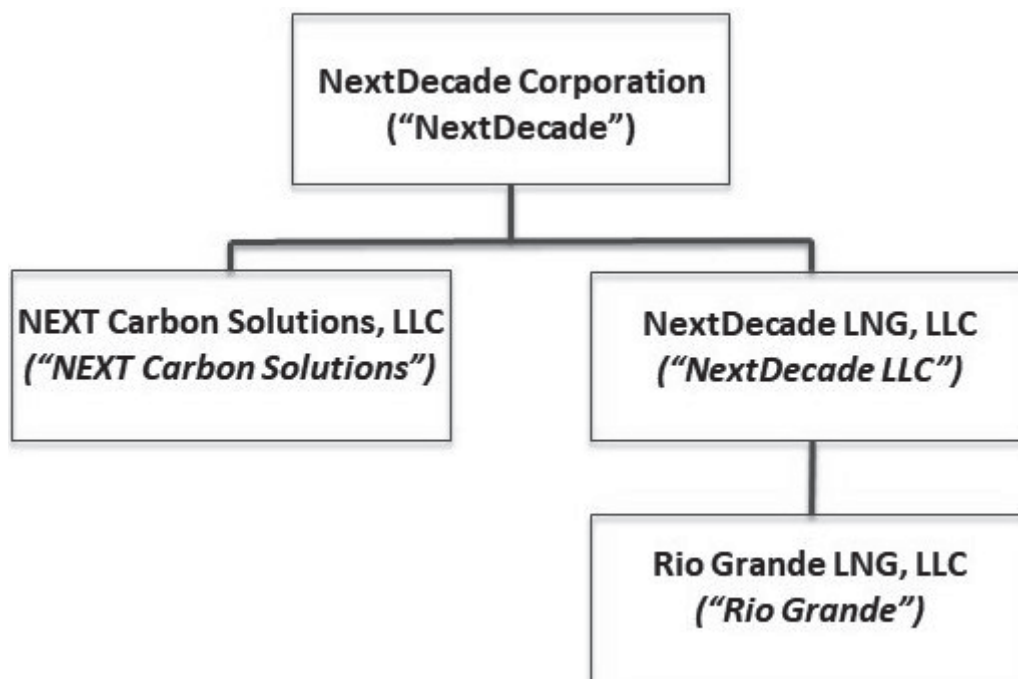 NextDecade Corporation
(“NextDecade”)
NEXT Carbon Solutions, LLC
(“NEXT Carbon Solutions”)
NextDecade LNG, LLC
(“NextDecade LLC”)
Rio Grande LNG, LLC
(“Rio Grande”)